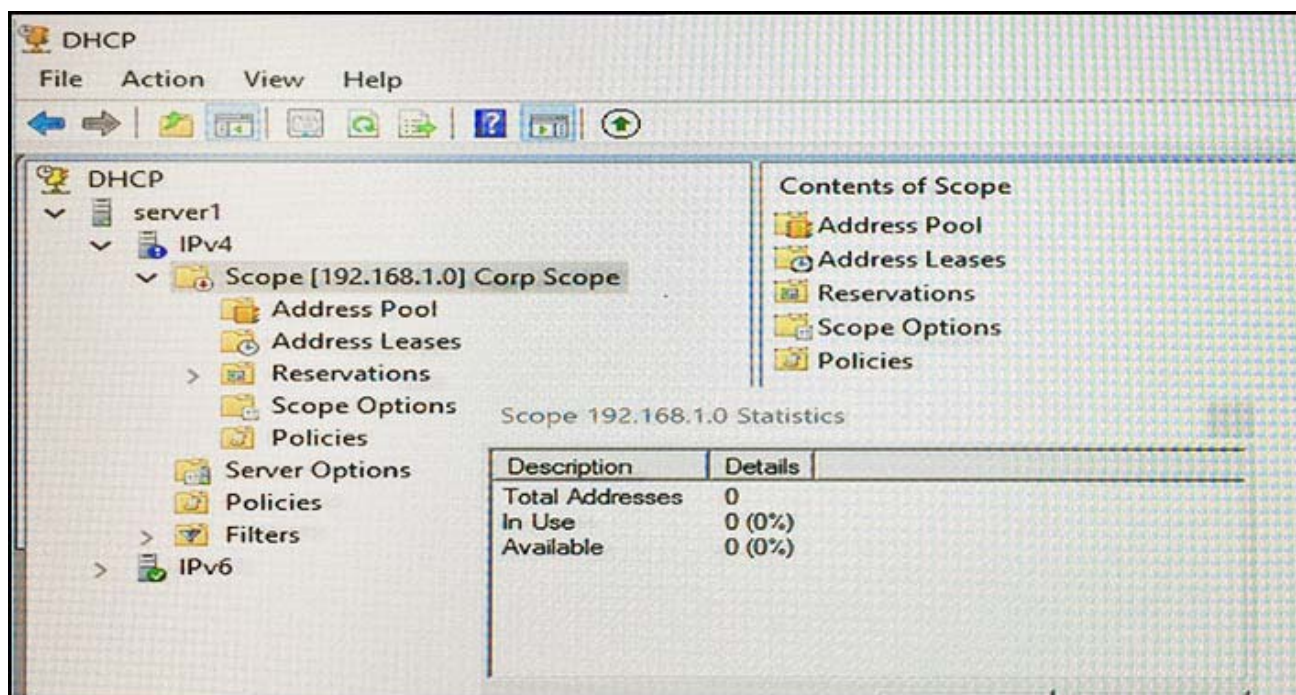 DHCP
File Action View Help
DHCP
server1
IPv4
Scope [192.168.1.0] Corp Scope
Address Pool
Address Leases
Reservations
Scope Options
Policies
Server Options
Policies
Filters
IPv6
Contents of Scope
Address Pool
Address Leases
Reservations
Scope Options
Policies
Scope 192.168.1.0 Statistics
Description Details
Total Addresses 0
In Use 0 (0%)
Available 0 (0%)